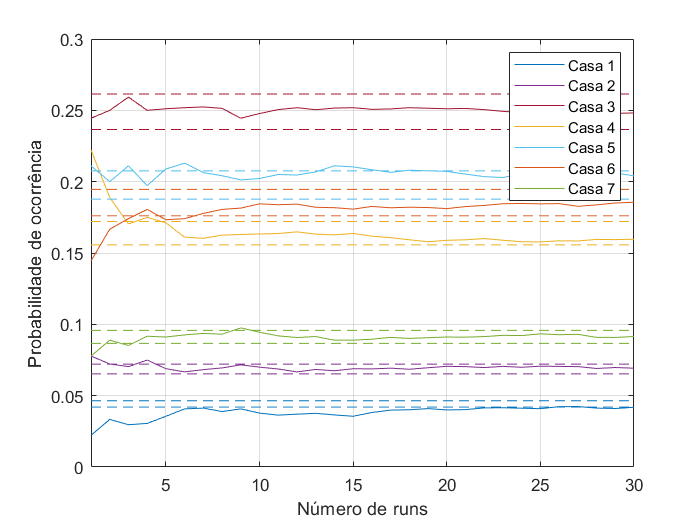 0.3
0.25
0.2
0.15
0.1
0.05
0
Probabilidade de ocorrência
5 10 15 20 25 30
Número de runs
Casa 1
Casa 2
Casa 3
Casa 4
Casa 5
Casa 6
Casa 7